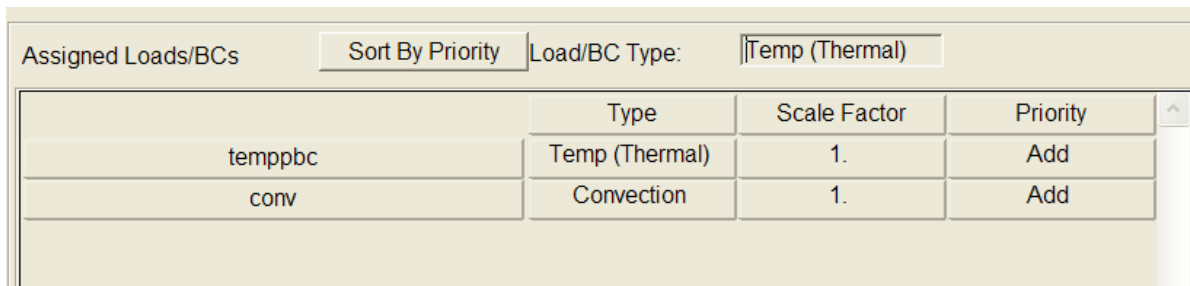 Assigned Loads/BCs Sort By Priority Load/BC Type: Temp (Thermal)
Type Scale Factor Priority
temppbc Temp (Thermal) 1. Add
conv Convection 1. Add